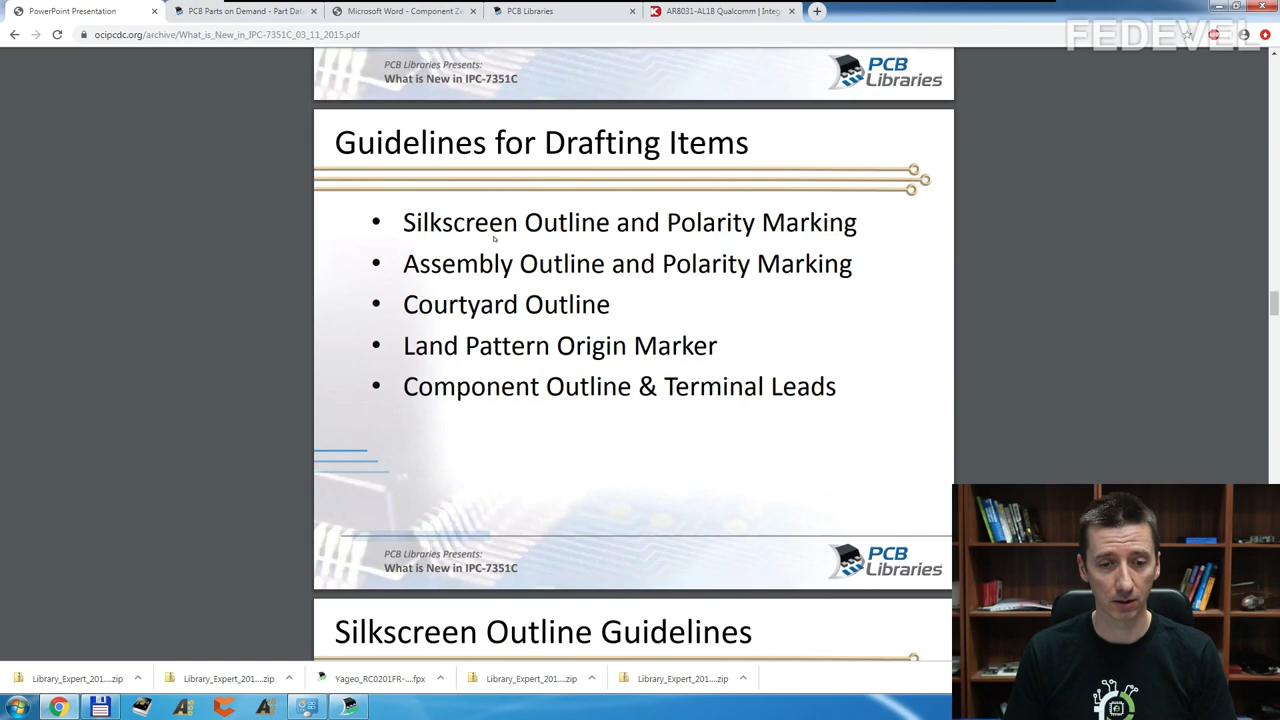 PowerPoint Presentation
PCB Parts on Demand - Part Dat
Microsoft Word - Component Ze
PCB Libraries
AR8031-AL1B Qualcomm | Integ
FEDEVEL
ocipcdc.org/archive/What_is_New_in_IPC-7351C_03_11_2015.pdf
PCB Libraries Presents:
What is New in IPC-7351C
PCB
Libraries
Guidelines for Drafting Items
• Silkscreen Outline and Polarity Marking
• Assembly Outline and Polarity Marking
• Courtyard Outline
• Land Pattern Origin Marker
• Component Outline & Terminal Leads
PCB Libraries Presents:
What is New in IPC-7351C
PCB
Libraries
Silkscreen Outline Guidelines
Library_Expert_201....zip
Library_Expert_201....zip
Yageo_RC0201FR-....fpx
Library_Expert_201....zip
Library_Expert_201....zip